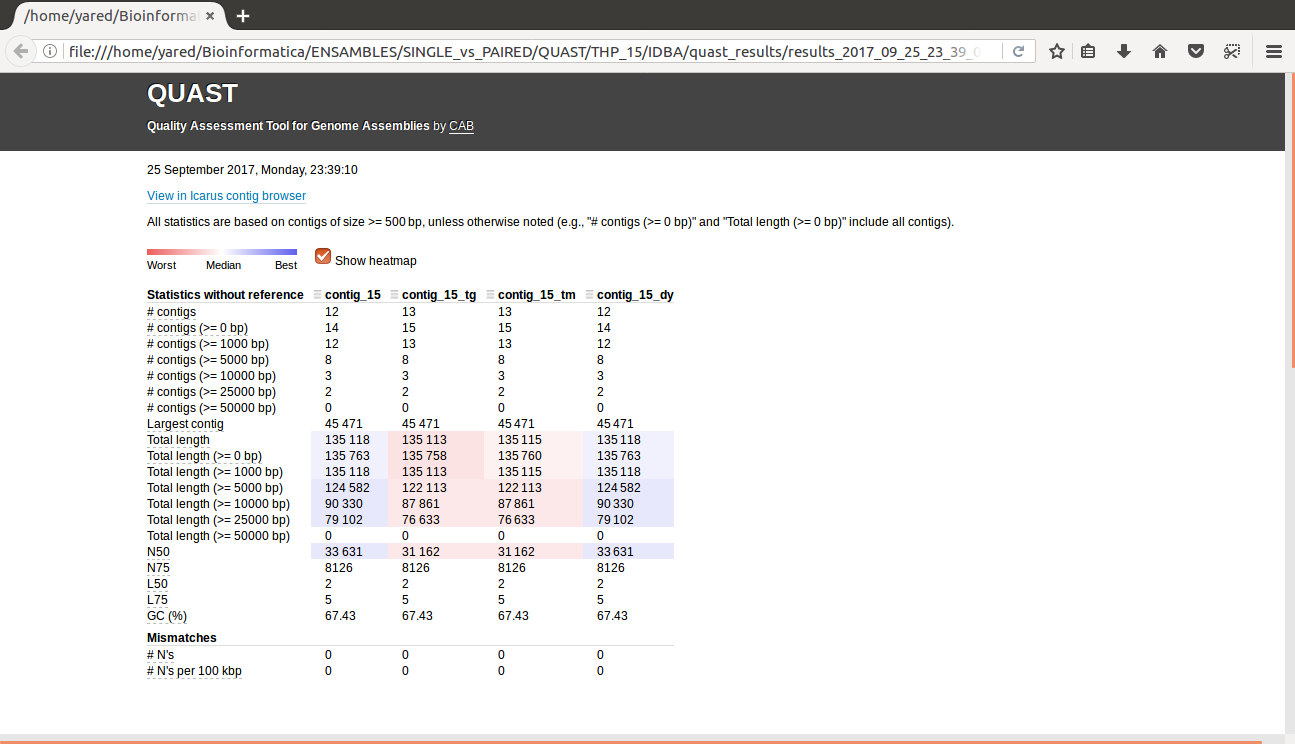 /home/yared/Bioinforma
file:///home/yared/Bioinformatica/ENSAMBLES/SINGLE_vs_PAIRED/QUAST/THP_15/IDBA/quast_results/results_2017_09_25_23_39_0
QUAST
Quality Assessment Tool for Genome Assemblies by CAB
25 September 2017, Monday, 23:39:10
View in Icarus contig browser
All statistics are based on contigs of size >= 500 bp, unless otherwise noted (e.g., "# contigs (>= 0 bp)" and "Total length (>= 0 bp)" include all contigs).
Worst Median Best Show heatmap
Statistics without reference contig_15 contig_15_tg contig_15_tm contig_15_dy
# contigs 12 13 13 12
# contigs (>= 0 bp) 14 15 15 14
# contigs (>= 1000 bp) 12 13 13 12
# contigs (>= 5000 bp) 8 8 8 8
# contigs (>= 10000 bp) 3 3 3 3
# contigs (>= 25000 bp) 2 2 2 2
# contigs (>= 50000 bp) 0 0 0 0
Largest contig 45 471 45 471 45 471 45 471
Total length 135 118 135 113 135 115 135 118
Total length (>= 0 bp) 135 763 135 758 135 760 135 763
Total length (>= 1000 bp) 135 118 135 113 135 115 135 118
Total length (>= 5000 bp) 124 582 122 113 122 113 124 582
Total length (>= 10000 bp) 90 330 87 861 87 861 90 330
Total length (>= 25000 bp) 79 102 76 633 76 633 79 102
Total length (>= 50000 bp) 0 0 0 0
N50 33 631 31 162 31 162 33 631
N75 8126 8126 8126 8126
L50 2 2 2 2
L75 5 5 5 5
GC (%) 67.43 67.43 67.43 67.43
Mismatches
# N's 0 0 0 0
# N's per 100 kbp 0 0 0 0